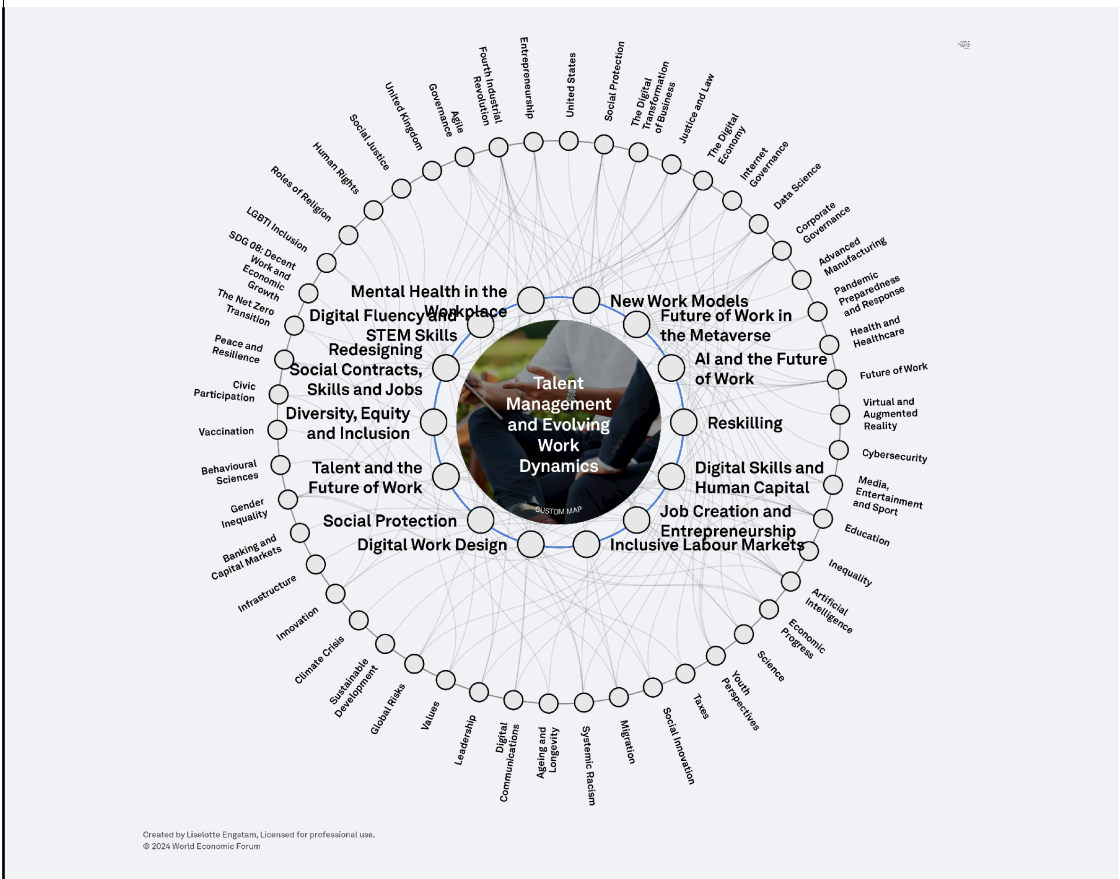 Entrepreneurship
United States
Social Protection
The Digital
Transformation
of Business
Justice and Law
The Digital
Economy
Internet
Governance
Data Science
Corporate
Governance
Advanced
Manufacturing
Pandemic
Preparedness
and Response
Health and
Healthcare
Future of Work
Virtual and
Augmented
Reality
Cybersecurity
Media,
Entertainment
and Sport
Education
Inequality
Artificial
Intelligence
Economic
Progress
Science
Youth
Perspectives
Taxes
Social Innovation
Migration
Systemic Racism
Ageing and
Longevity
Digital
Communications
Leadership
Values
Global Risks
Sustainable
Development
Climate Crisis
Innovation
Infrastructure
Banking and
Capital Markets
Gender
Inequality
Behavioural
Sciences
Vaccination
Civic
Participation
Peace and
Resilience
The Net Zero
Transition
SDG 08: Decent
Work and
Economic
Growth
LGBTI Inclusion
Roles of Religion
Human Rights
Social Justice
United Kingdom
Agile
Governance
Fourth Industrial
Revolution
New Work Models
Future of Work in
the Metaverse
AI and the Future
of Work
Reskilling
Digital Skills and
Human Capital
Job Creation and
Entrepreneurship
Inclusive Labour Markets
Digital Work Design
Social Protection
Talent and the
Future of Work
Diversity, Equity
and Inclusion
Redesigning
Social Contracts,
Skills and Jobs
Digital Fluency and
STEM Skills
Mental Health in the
Workplace
Talent
Management
and Evolving
Work
Dynamics
CUSTOM MAP
Created by Liselotte Engstam, Licensed for professional use.
© 2024 World Economic Forum